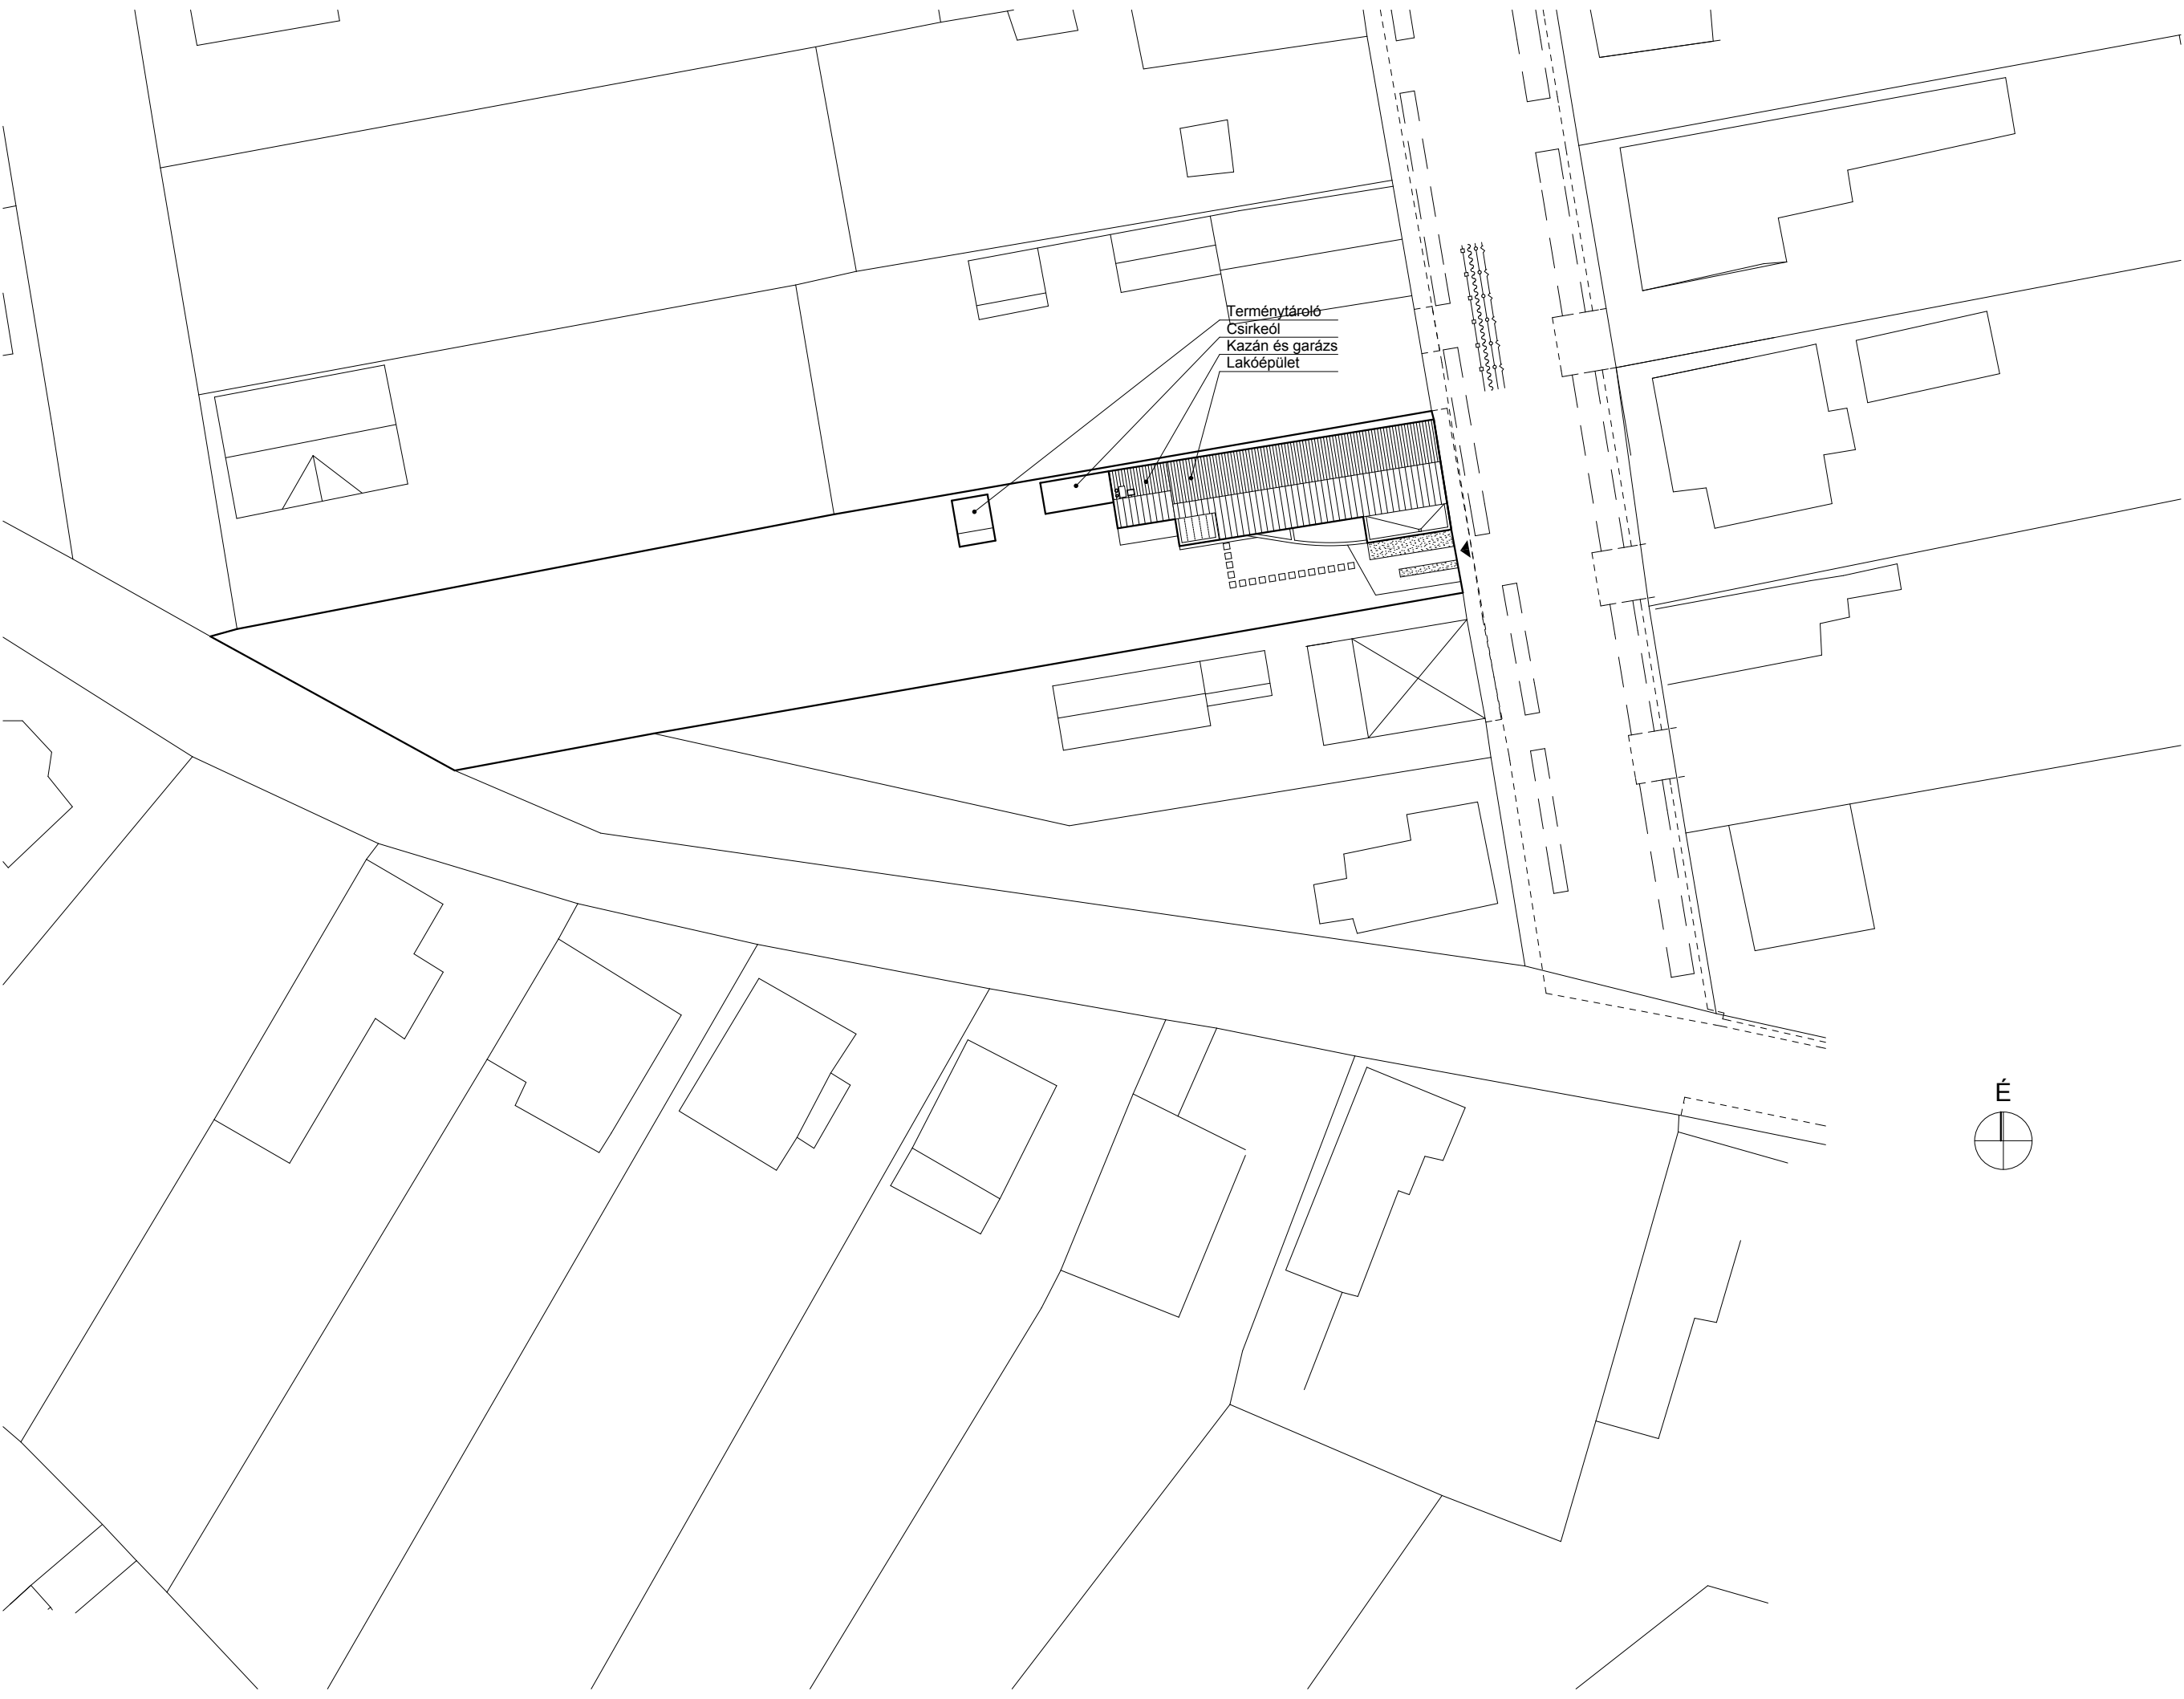 Terménytároló
Csirkeól
Kazán és garázs
Lakóépület
É